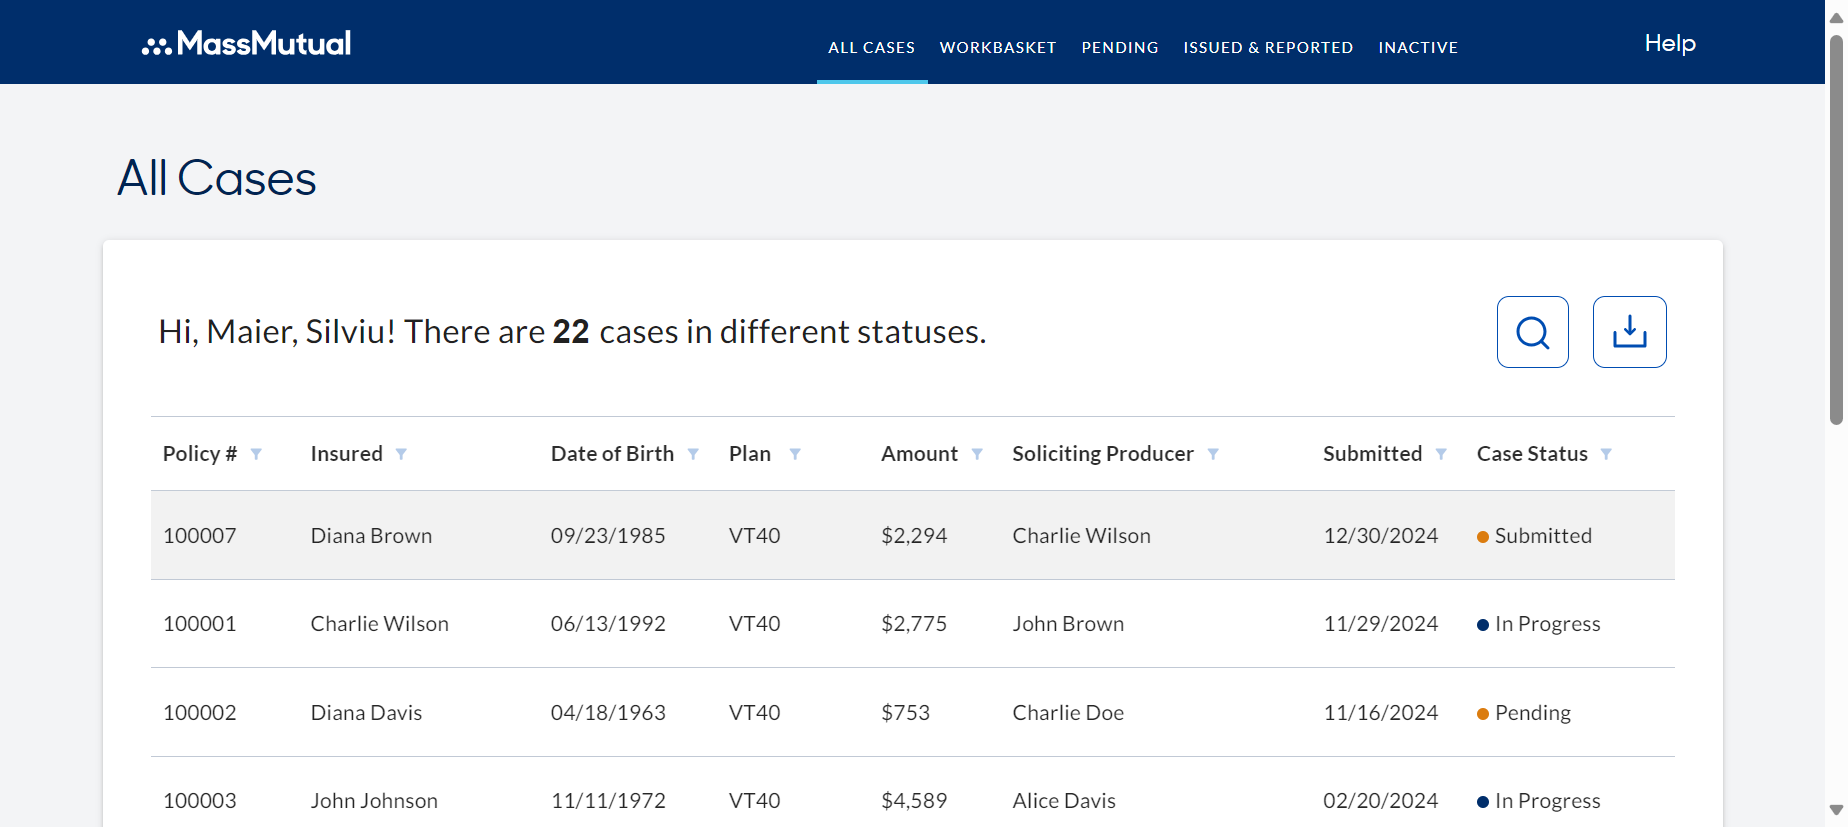 MassMutual
ALL CASES WORKBASKET PENDING ISSUED & REPORTED INACTIVE Help
All Cases
Hi, Maier, Silviu! There are 22 cases in different statuses.
Policy # Insured Date of Birth Plan Amount Soliciting Producer Submitted Case Status
100007 Diana Brown 09/23/1985 VT40 $2,294 Charlie Wilson 12/30/2024 Submitted
100001 Charlie Wilson 06/13/1992 VT40 $2,775 John Brown 11/29/2024 In Progress
100002 Diana Davis 04/18/1963 VT40 $753 Charlie Doe 11/16/2024 Pending
100003 John Johnson 11/11/1972 VT40 $4,589 Alice Davis 02/20/2024 In Progress